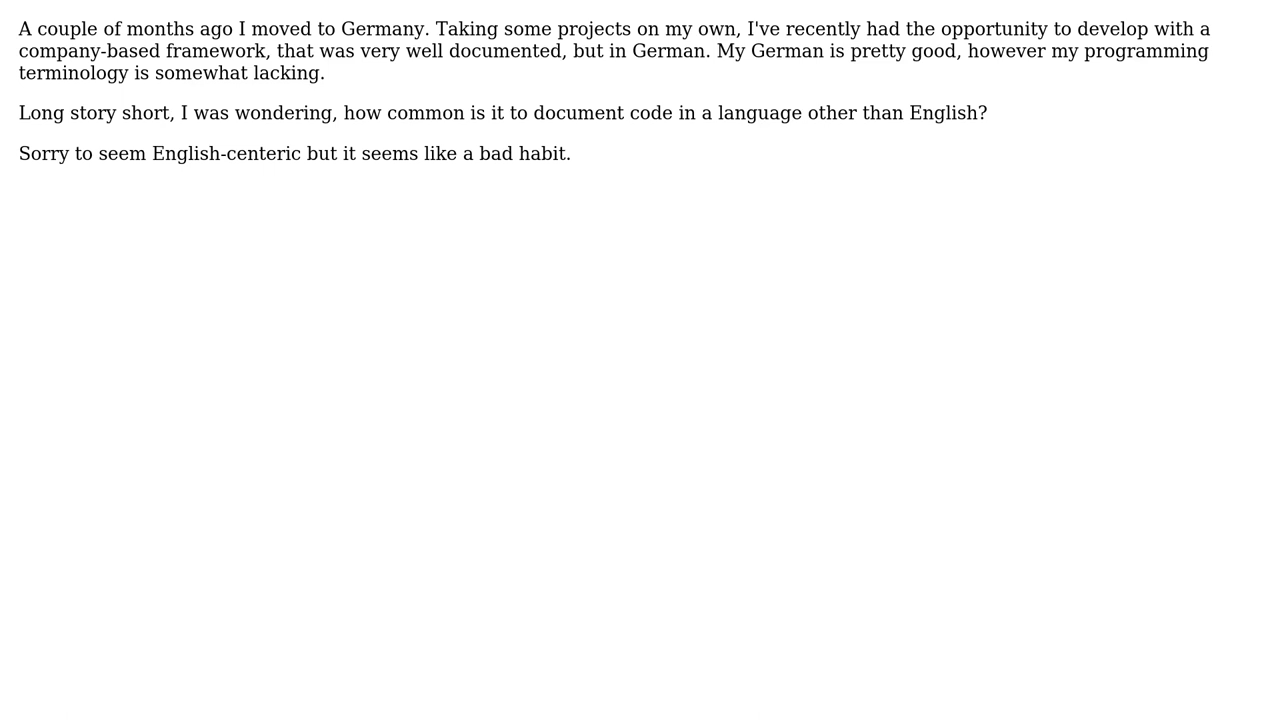 A couple of months ago I moved to Germany. Taking some projects on my own, I've recently had the opportunity to develop with a
company-based framework, that was very well documented, but in German. My German is pretty good, however my programming
terminology is somewhat lacking.
Long story short, I was wondering, how common is it to document code in a language other than English?
Sorry to seem English-centeric but it seems like a bad habit.